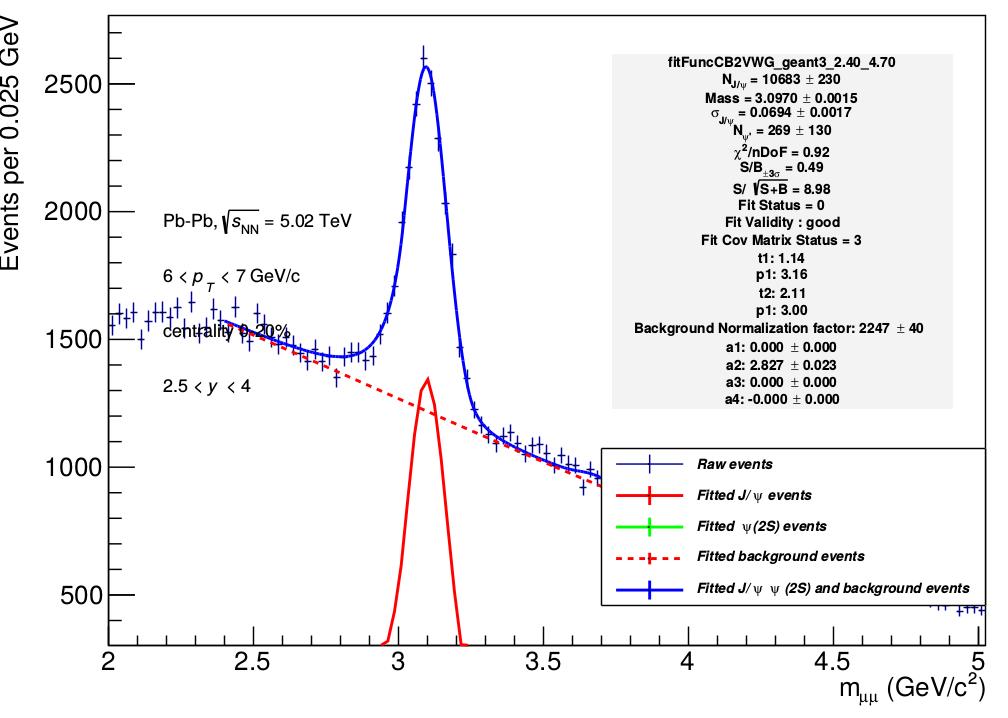 Events per 0.025 GeV
2500
2000
1500
1000
500
2 2.5 3 3.5 4 4.5 5
m_μμ (GeV/c²)
Pb-Pb, √s_NN = 5.02 TeV
6 < p_T < 7 GeV/c
centrality 0-20%
2.5 < y < 4
fitFuncCB2VWG_geant3_2.40_4.70
N_J/ψ = 10683 ± 230
Mass = 3.0970 ± 0.0015
σ_J/ψ = 0.0694 ± 0.0017
N_ψ' = 269 ± 130
χ²/nDoF = 0.92
S/B_±3σ = 0.49
S/ √S+B = 8.98
Fit Status = 0
Fit Validity : good
Fit Cov Matrix Status = 3
t1: 1.14
p1: 3.16
t2: 2.11
p1: 3.00
Background Normalization factor: 2247 ± 40
a1: 0.000 ± 0.000
a2: 2.827 ± 0.023
a3: 0.000 ± 0.000
a4: -0.000 ± 0.000
Raw events
Fitted J/ψ events
Fitted ψ(2S) events
Fitted background events
Fitted J/ψ ψ (2S) and background events